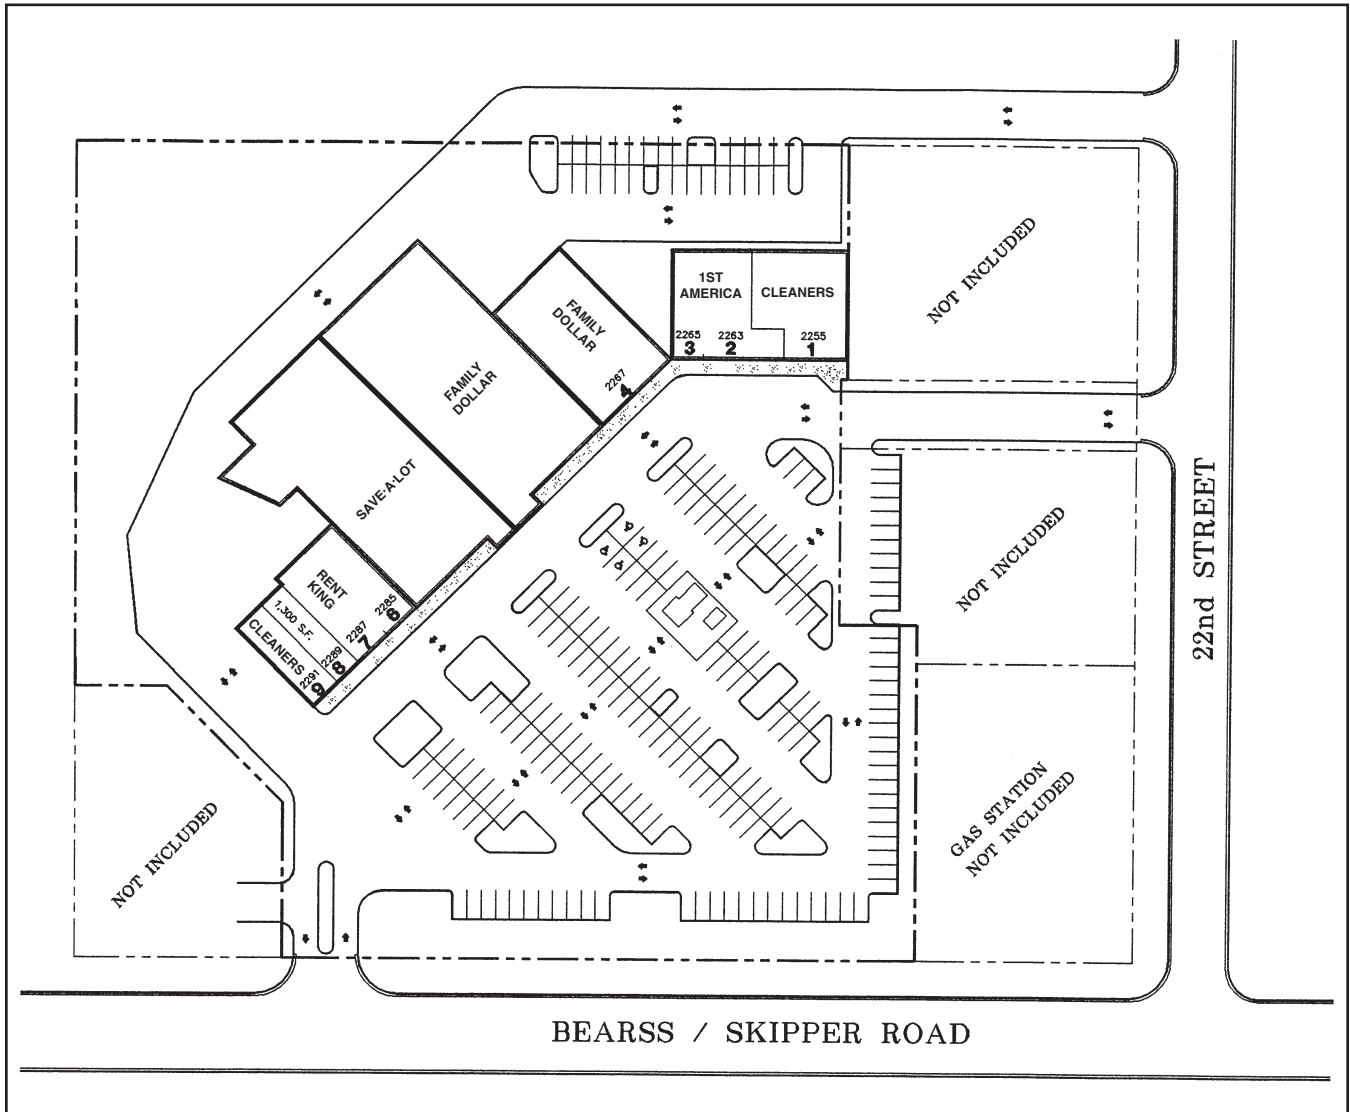 NOT INCLUDED
1ST
AMERICA
CLEANERS
2265
3
2263
2
2255
1
FAMILY
DOLLAR
2267
4
FAMILY
DOLLAR
SAVE-A-LOT
RENT
KING
2285
6
2287
7
1,300 S.F.
2289
8
CLEANERS
2291
9
NOT INCLUDED
22nd STREET
GAS STATION
NOT INCLUDED
NOT INCLUDED
BEARSS / SKIPPER ROAD